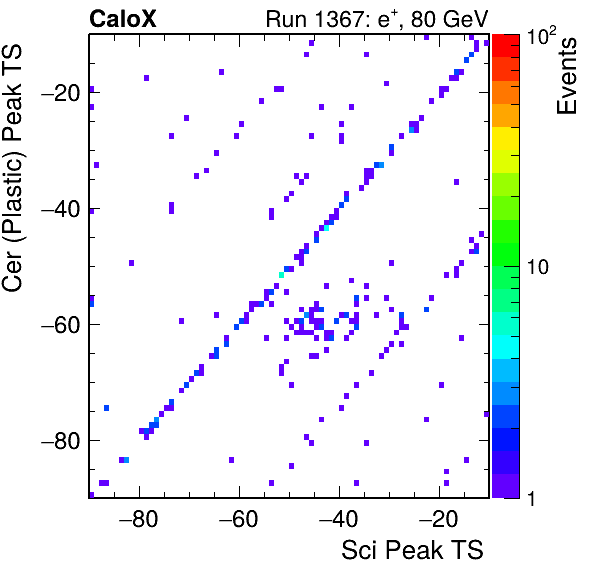 CaloX Run 1367: e+, 80 GeV
Cer (Plastic) Peak TS
−20
−40
−60
−80
−80 −60 −40 −20
Sci Peak TS
10²
10
1
Events